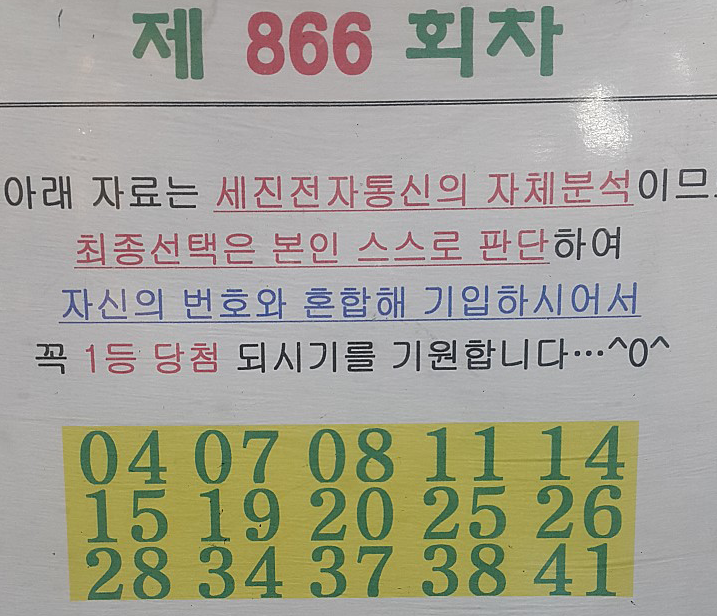 제 866 회차
아래 자료는 세진전자통신의 자체분석이므
최종선택은 본인 스스로 판단하여
자신의 번호와 혼합해 기입하시어서
꼭 1등 당첨 되시기를 기원합니다…^0^
04 07 08 11 14
15 19 20 25 26
28 34 37 38 41